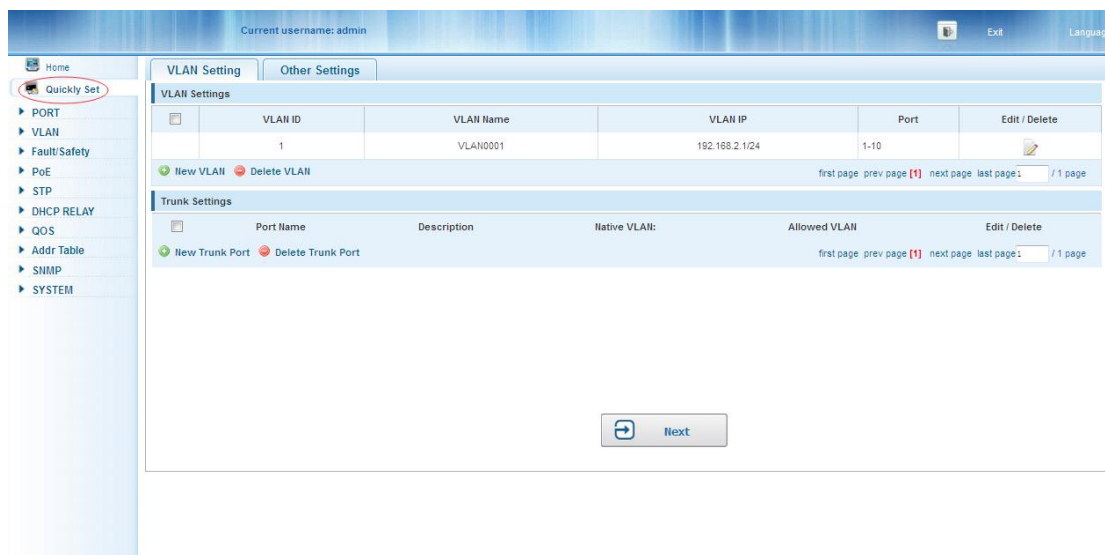 Current username: admin
Exit
Home
Quickly Set
PORT
VLAN
Fault/Safety
PoE
STP
DHCP RELAY
QOS
Addr Table
SNMP
SYSTEM
VLAN Setting Other Settings
VLAN Settings
VLAN ID VLAN Name VLAN IP Port Edit / Delete
1 VLAN0001 192.168.2.1/24 1-10
New VLAN Delete VLAN first page prev page [1] next page last page 1 / 1 page
Trunk Settings
Port Name Description Native VLAN: Allowed VLAN Edit / Delete
New Trunk Port Delete Trunk Port first page prev page [1] next page last page 1 / 1 page
Next